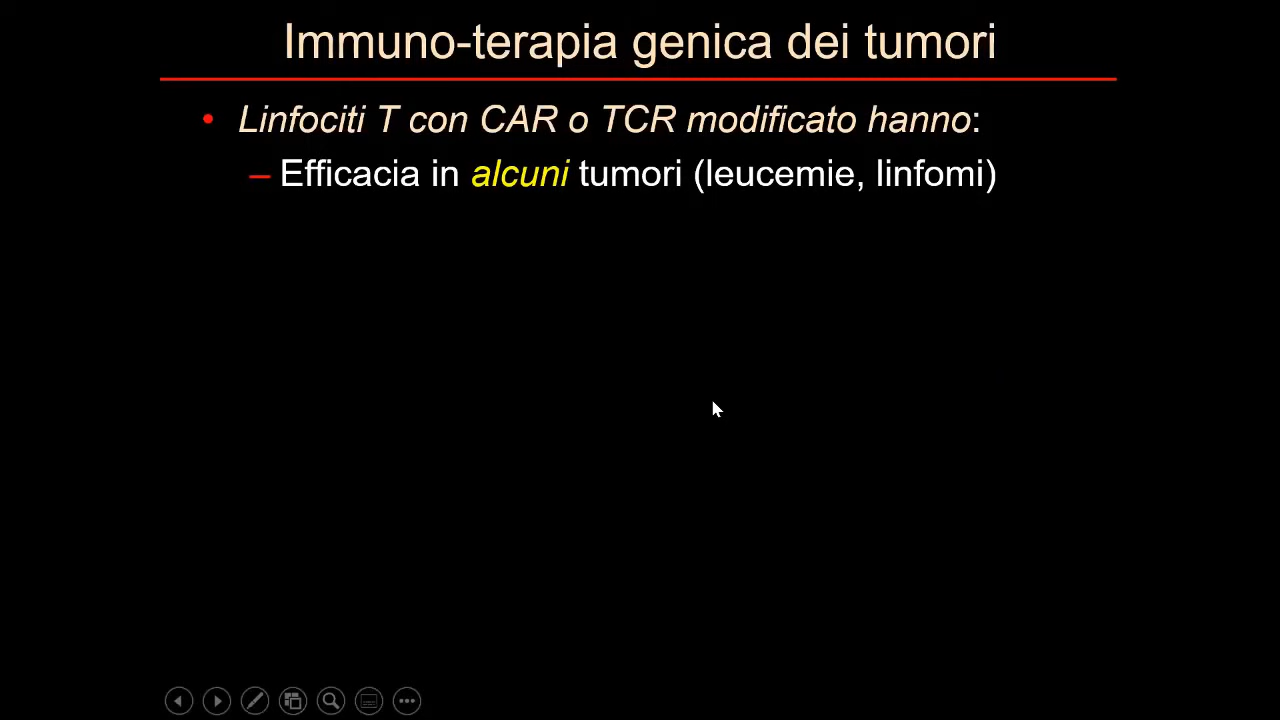 Immuno-terapia genica dei tumori
• Linfociti T con CAR o TCR modificato hanno:
– Efficacia in alcuni tumori (leucemie, linfomi)